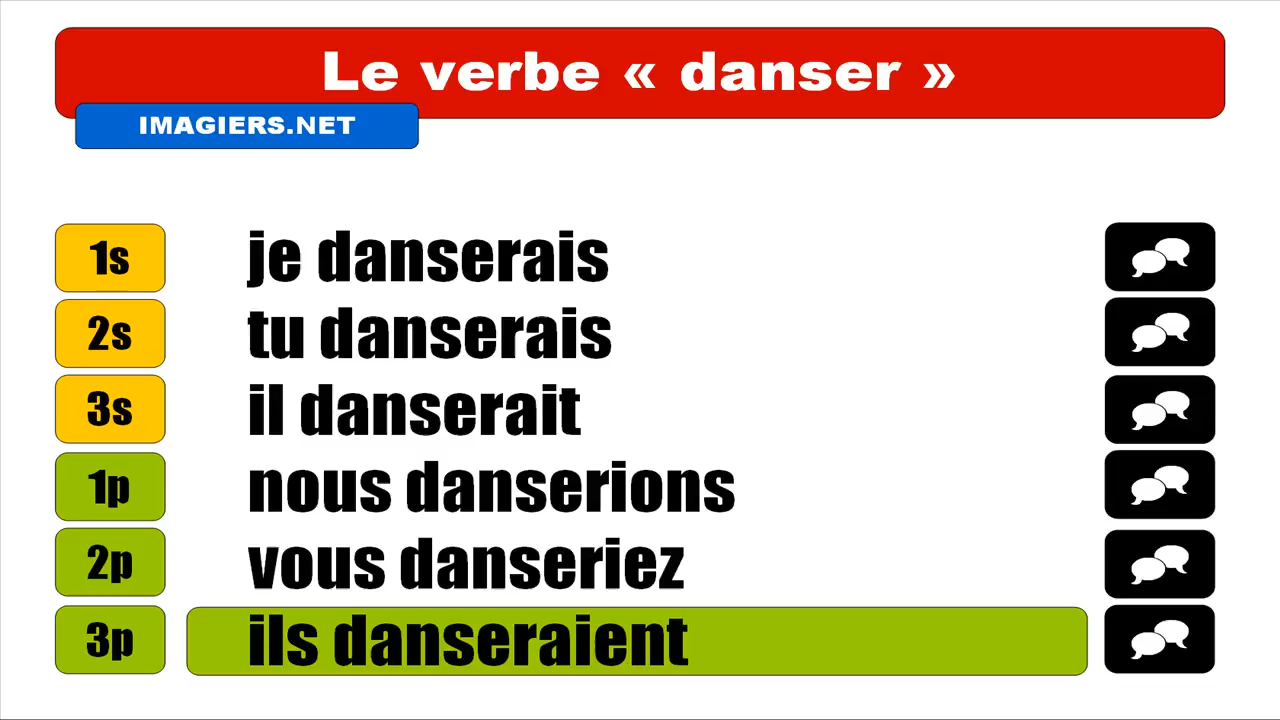 Le verbe « danser »
IMAGIERS.NET
1s je danserais
2s tu danserais
3s il danserait
1p nous danserions
2p vous danseriez
3p ils danseraient